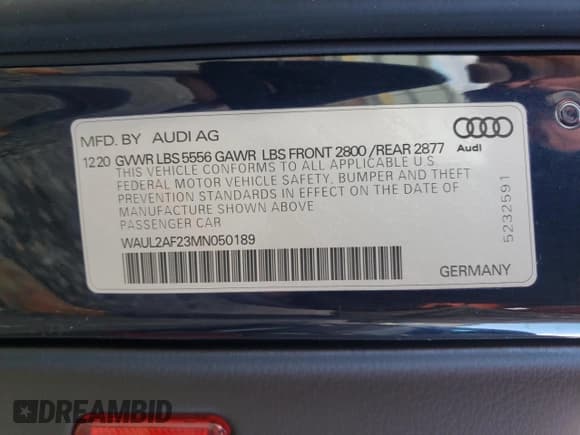 MFD. BY AUDI AG
12 20 GVWR LBS 5556 GAWR LBS FRONT 2800 /REAR 2877
THIS VEHICLE CONFORMS TO ALL APPLICABLE U S
FEDERAL MOTOR VEHICLE SAFETY, BUMPER AND THEFT
PREVENTION STANDARDS IN EFFECT ON THE DATE OF
MANUFACTURE SHOWN ABOVE
PASSENGER CAR
WAUL2AF23MN050189
GERMANY
Audi
5232591
DREAMBID